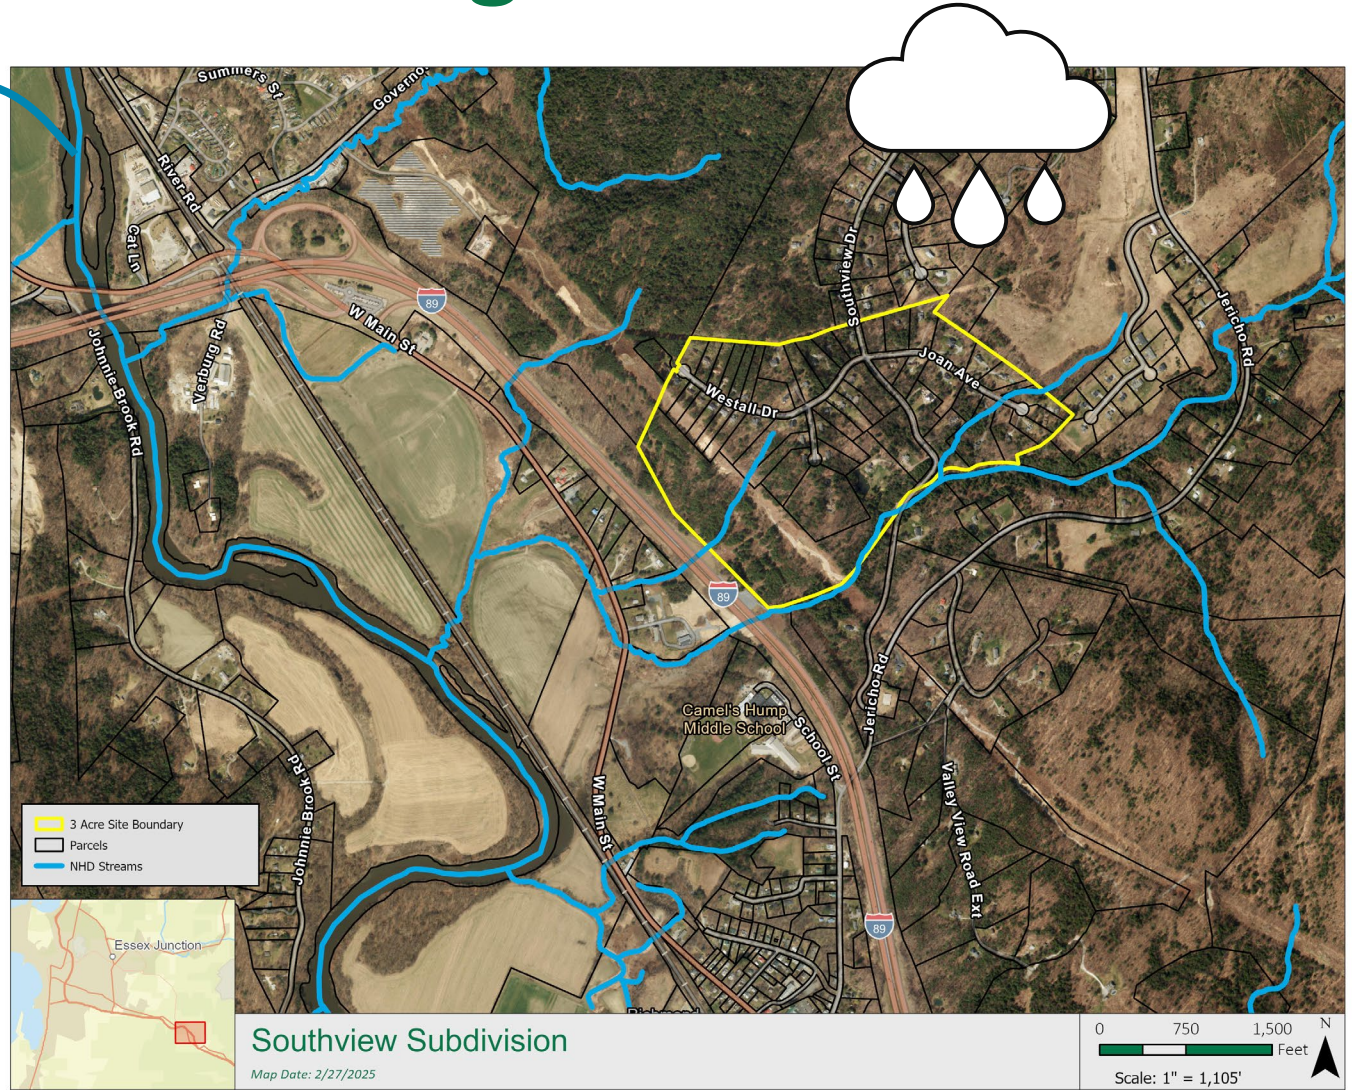 Summers St
River Rd
Cat Ln
89
W Main St
Verburg Rd
Johnnie Brook Rd
Southview Dr
Joan Ave
Westall Dr
Jericho Rd
89
Camel's Hump
Middle School
School St
Jericho Rd
Valley View Road Ext
W Main St
Johnnie Brook Rd
89
3 Acre Site Boundary
Parcels
NHD Streams
Essex Junction
Southview Subdivision
Map Date: 2/27/2025
0 750 1,500
Feet
N
Scale: 1" = 1,105'